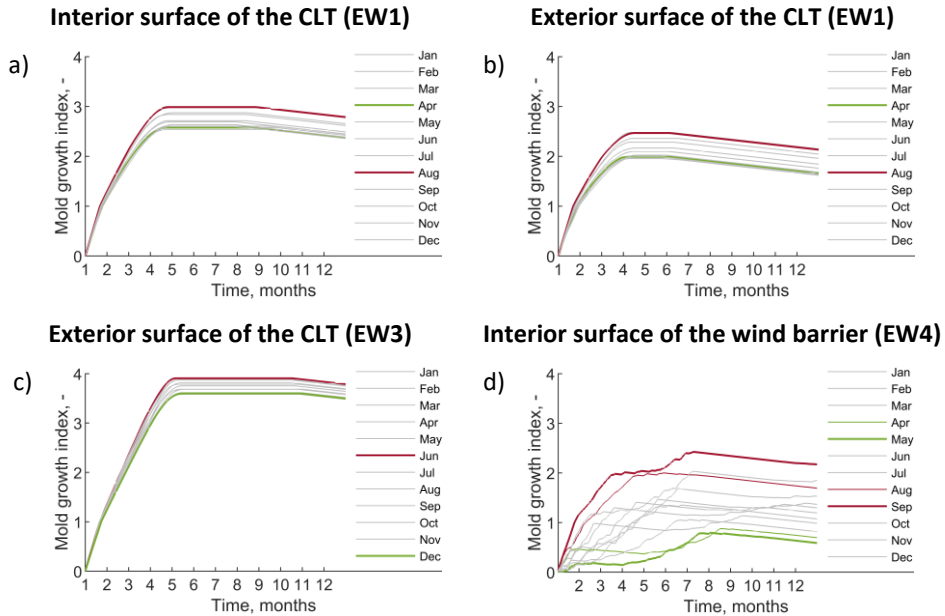 Interior surface of the CLT (EW1)
a)
Mold growth index, -
4
3
2
1
0
1 2 3 4 5 6 7 8 9 10 11 12
Time, months
Jan
Feb
Mar
Apr
May
Jun
Jul
Aug
Sep
Oct
Nov
Dec
Exterior surface of the CLT (EW1)
b)
Mold growth index, -
4
3
2
1
0
1 2 3 4 5 6 7 8 9 10 11 12
Time, months
Jan
Feb
Mar
Apr
May
Jun
Jul
Aug
Sep
Oct
Nov
Dec
Exterior surface of the CLT (EW3)
c)
Mold growth index, -
4
3
2
1
0
1 2 3 4 5 6 7 8 9 10 11 12
Time, months
Jan
Feb
Mar
Apr
May
Jun
Jul
Aug
Sep
Oct
Nov
Dec
Interior surface of the wind barrier (EW4)
d)
Mold growth index, -
4
3
2
1
0
1 2 3 4 5 6 7 8 9 10 11 12
Time, months
Jan
Feb
Mar
Apr
May
Jun
Jul
Aug
Sep
Oct
Nov
Dec